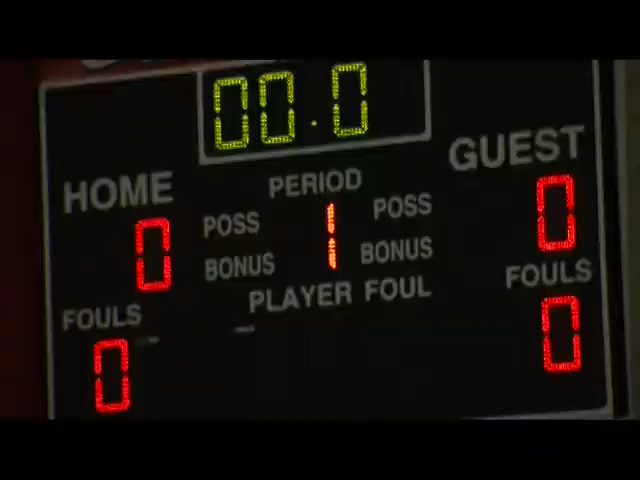 00.0
HOME PERIOD GUEST
0 POSS 1 POSS 0
BONUS BONUS
FOULS PLAYER FOUL FOULS
0 0